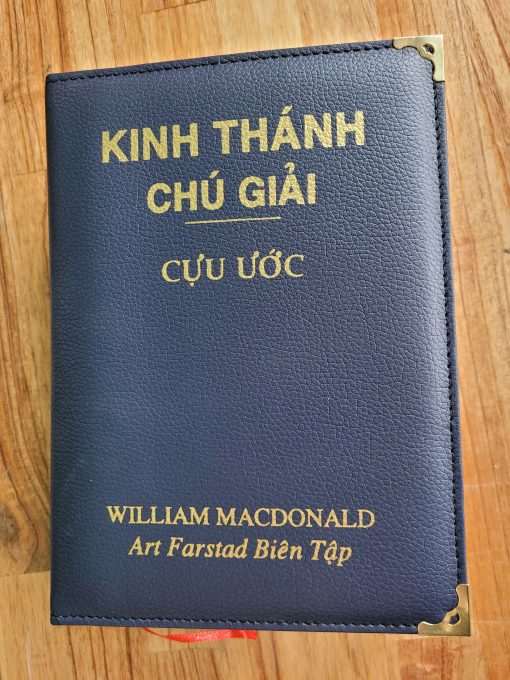 KINH THÁNH
CHÚ GIẢI
CỰU ƯỚC
WILLIAM MACDONALD
Art Farstad Biên Tập